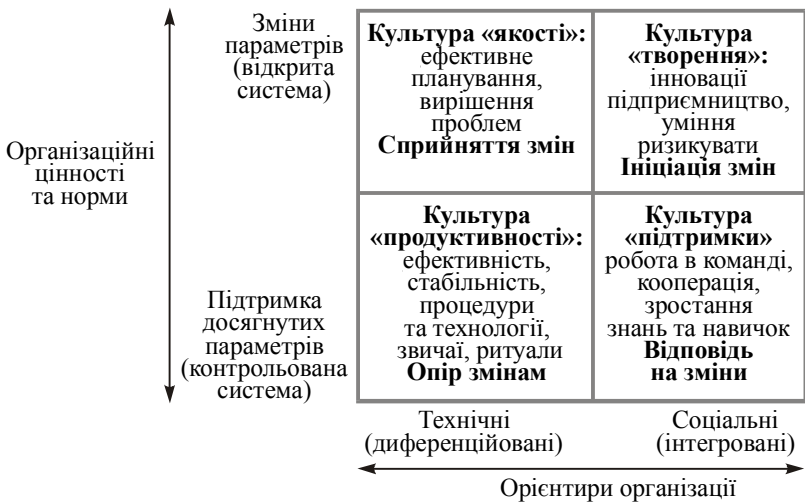 Організаційні
цінності
та норми
Зміни
параметрів
(відкрита
система)
Культура «якості»:
ефективне
планування,
вирішення
проблем
Сприйняття змін
Культура
«творення»:
інновації
підприємництво,
уміння
ризикувати
Ініціація змін
Підтримка
досягнутих
параметрів
(контрольована
система)
Культура
«продуктивності»:
ефективність,
стабільність,
процедури
та технології,
звичаї, ритуали
Опір змінам
Культура
«підтримки»
робота в команді,
кооперація,
зростання
знань та навичок
Відповідь
на зміни
Технічні
(диференційовані)
Соціальні
(інтегровані)
Орієнтири організації